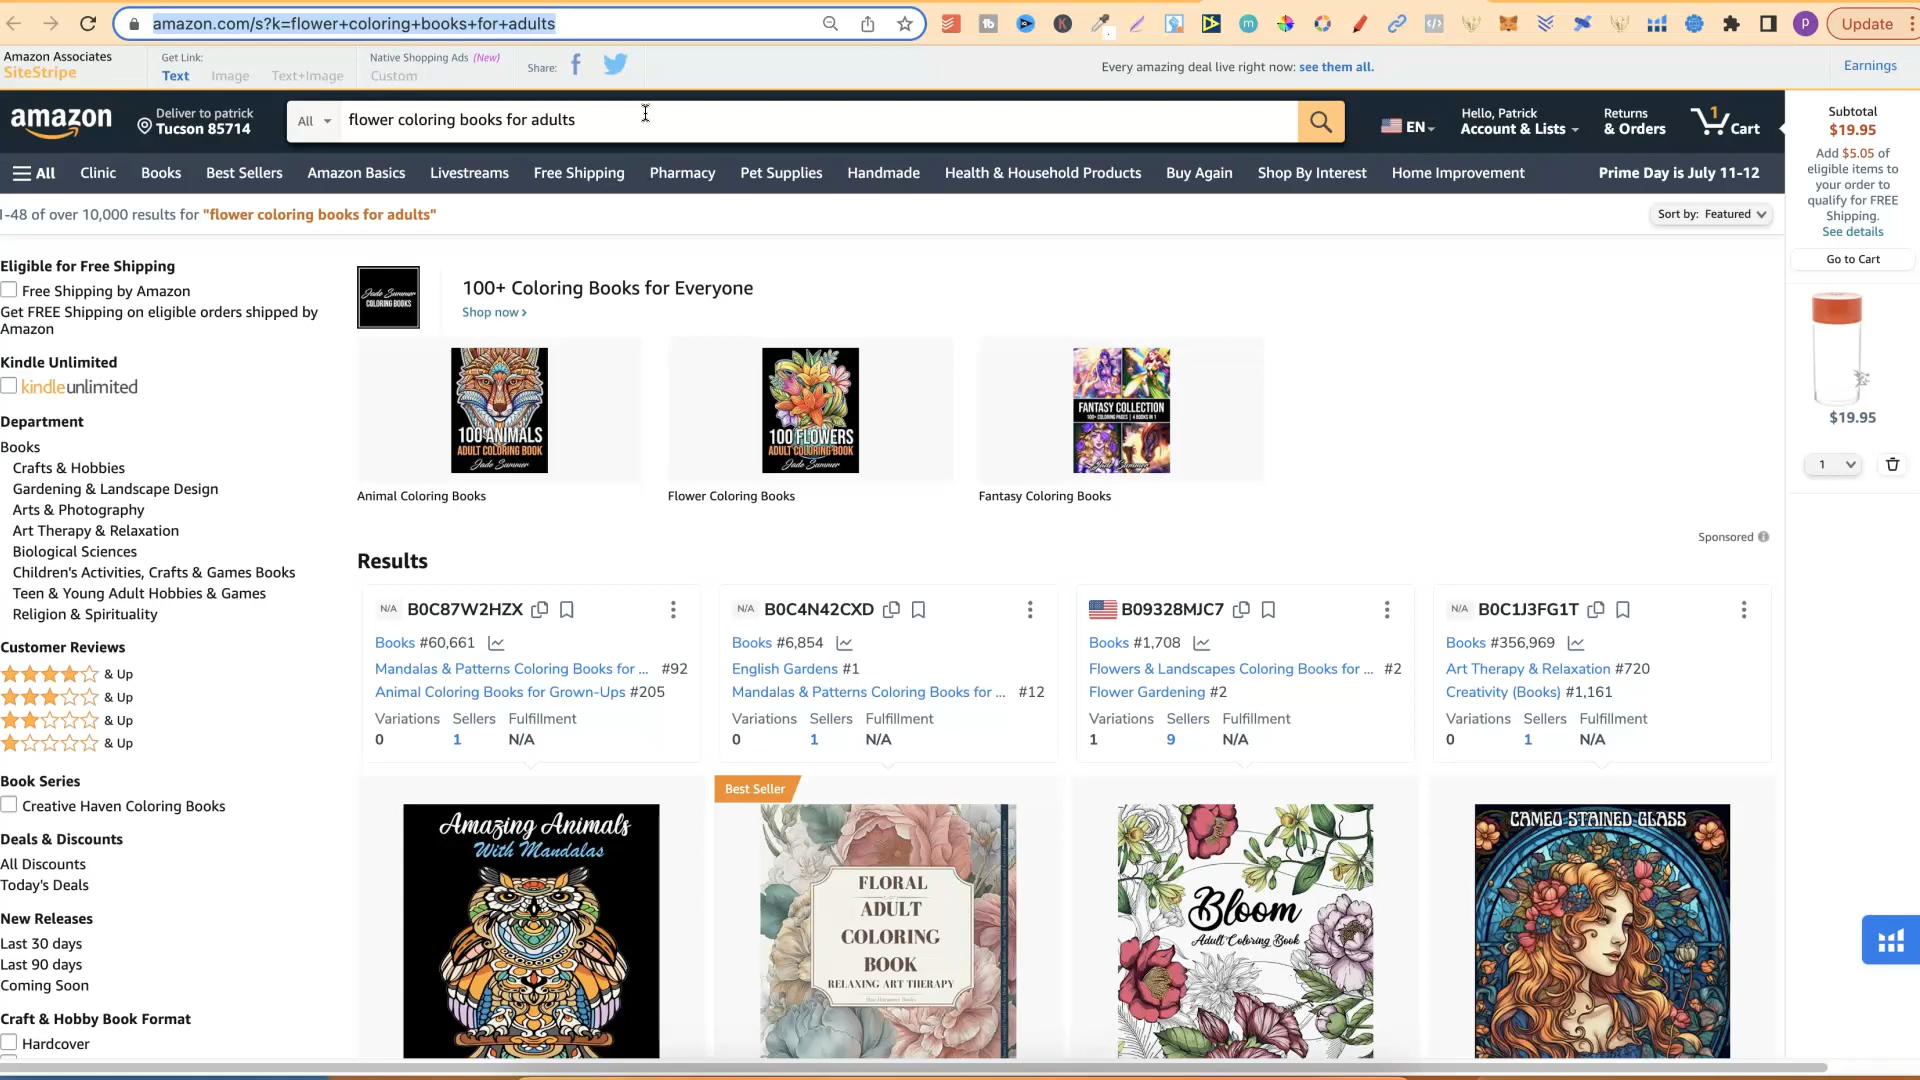 amazon.com/s?k=flower+coloring+books+for+adults
Update
Amazon Associates
SiteStripe
Get Link:
Text Image Text+Image
Native Shopping Ads (New)
Custom
Share:
Every amazing deal live right now: see them all.
Earnings
amazon
Deliver to patrick
Tucson 85714
All
flower coloring books for adults
EN
Hello, Patrick
Account & Lists
Returns
& Orders
1
Cart
All Clinic Books Best Sellers Amazon Basics Livestreams Free Shipping Pharmacy Pet Supplies Handmade Health & Household Products Buy Again Shop By Interest Home Improvement
Prime Day is July 11-12
Subtotal
$19.95
Add $5.05 of
eligible items to
your order to
qualify for FREE
Shipping.
See details
Go to Cart
$19.95
1
1-48 of over 10,000 results for "flower coloring books for adults"
Sort by: Featured
Eligible for Free Shipping
Free Shipping by Amazon
Get FREE Shipping on eligible orders shipped by
Amazon
Kindle Unlimited
kindleunlimited
Department
Books
Crafts & Hobbies
Gardening & Landscape Design
Arts & Photography
Art Therapy & Relaxation
Biological Sciences
Children's Activities, Crafts & Games Books
Teen & Young Adult Hobbies & Games
Religion & Spirituality
Customer Reviews
& Up
& Up
& Up
& Up
Book Series
Creative Haven Coloring Books
Deals & Discounts
All Discounts
Today's Deals
New Releases
Last 30 days
Last 90 days
Coming Soon
Craft & Hobby Book Format
Hardcover
Jade Summer
COLORING BOOKS
100+ Coloring Books for Everyone
Shop now ›
100 ANIMALS
ADULT COLORING BOOK
Jade Summer
100 FLOWERS
ADULT COLORING BOOK
Jade Summer
FANTASY COLLECTION
100+ COLORING PAGES | 4 BOOKS IN 1
Animal Coloring Books
Flower Coloring Books
Fantasy Coloring Books
Sponsored
Results
N/A B0C87W2HZX
Books #60,661
Mandalas & Patterns Coloring Books for ... #92
Animal Coloring Books for Grown-Ups #205
Variations Sellers Fulfillment
0 1 N/A
N/A B0C4N42CXD
Books #6,854
English Gardens #1
Mandalas & Patterns Coloring Books for ... #12
Variations Sellers Fulfillment
0 1 N/A
B09328MJC7
Books #1,708
Flowers & Landscapes Coloring Books for ... #2
Flower Gardening #2
Variations Sellers Fulfillment
1 9 N/A
N/A B0C1J3FG1T
Books #356,969
Art Therapy & Relaxation #720
Creativity (Books) #1,161
Variations Sellers Fulfillment
0 1 N/A
Amazing Animals
With Mandalas
Best Seller
FLORAL
ADULT
COLORING
BOOK
RELAXING ART THERAPY
Bloom
Adult Coloring Book
CAMEO STAINED GLASS